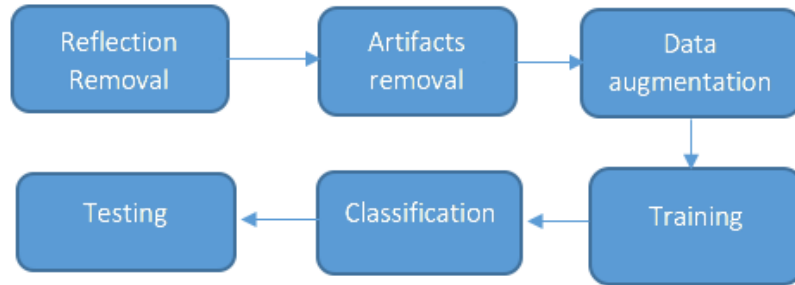 Reflection
Removal
Artifacts
removal
Data
augmentation
Training
Classification
Testing